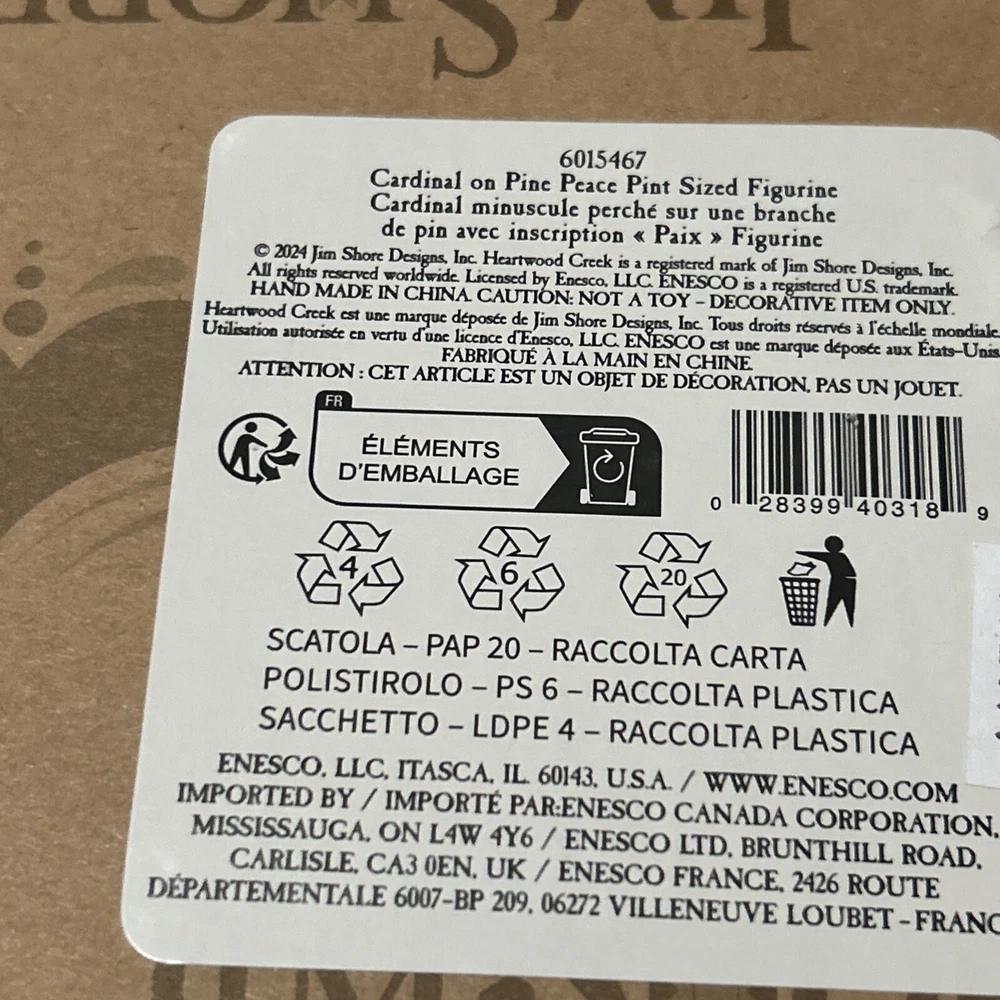 6015467
Cardinal on Pine Peace Pint Sized Figurine
Cardinal minuscule perché sur une branche
de pin avec inscription « Paix » Figurine
© 2024 Jim Shore Designs, Inc. Heartwood Creek is a registered mark of Jim Shore Designs, Inc.
All rights reserved worldwide. Licensed by Enesco, LLC. ENESCO is a registered U.S. trademark.
HAND MADE IN CHINA. CAUTION: NOT A TOY – DECORATIVE ITEM ONLY.
Heartwood Creek est une marque déposée de Jim Shore Designs, Inc. Tous droits réservés à l'échelle mondiale.
Utilisation autorisée en vertu d'une licence d'Enesco, LLC. ENESCO est une marque déposée aux États-Unis
FABRIQUÉ À LA MAIN EN CHINE.
ATTENTION : CET ARTICLE EST UN OBJET DE DÉCORATION, PAS UN JOUET.
FR
ÉLÉMENTS
D'EMBALLAGE
0 28399 40318 9
4 6 20
SCATOLA – PAP 20 – RACCOLTA CARTA
POLISTIROLO – PS 6 – RACCOLTA PLASTICA
SACCHETTO – LDPE 4 – RACCOLTA PLASTICA
ENESCO, LLC, ITASCA, IL 60143, U.S.A. / WWW.ENESCO.COM
IMPORTED BY / IMPORTÉ PAR:ENESCO CANADA CORPORATION,
MISSISSAUGA, ON L4W 4Y6 / ENESCO LTD, BRUNTHILL ROAD,
CARLISLE, CA3 0EN, UK / ENESCO FRANCE, 2426 ROUTE
DÉPARTEMENTALE 6007-BP 209, 06272 VILLENEUVE LOUBET - FRANC